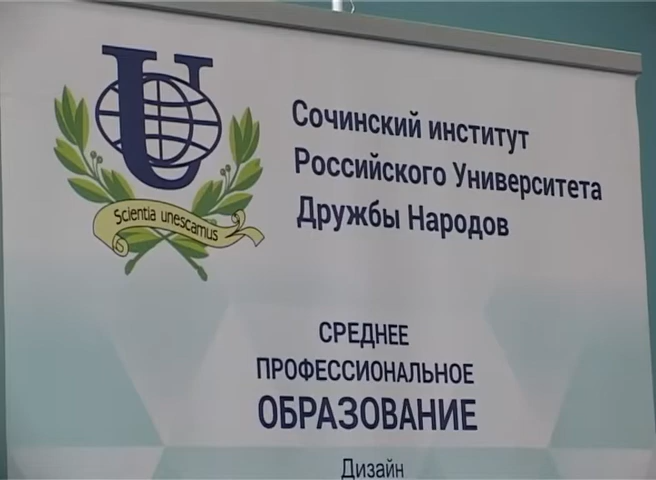 Scientia unescamus
Сочинский институт
Российского Университета
Дружбы Народов
СРЕДНЕЕ
ПРОФЕССИОНАЛЬНОЕ
ОБРАЗОВАНИЕ
Дизайн